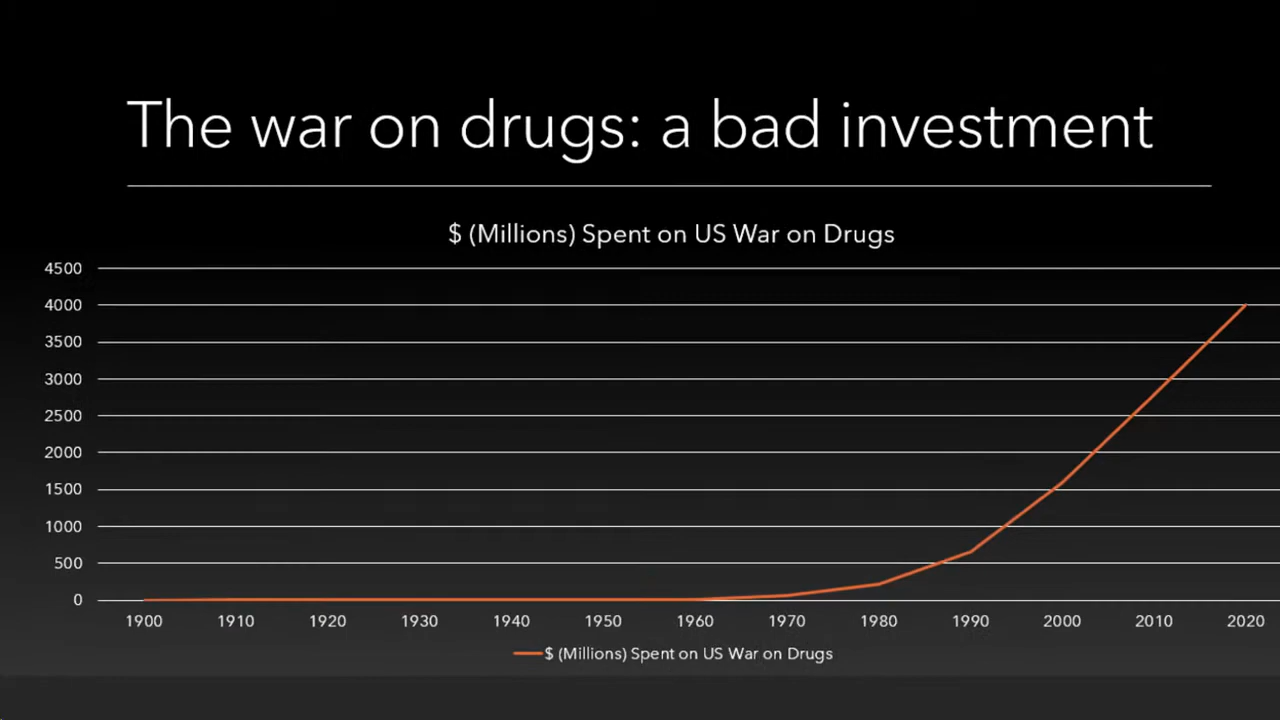 The war on drugs: a bad investment
$ (Millions) Spent on US War on Drugs
4500
4000
3500
3000
2500
2000
1500
1000
500
0
1900 1910 1920 1930 1940 1950 1960 1970 1980 1990 2000 2010 2020
$ (Millions) Spent on US War on Drugs